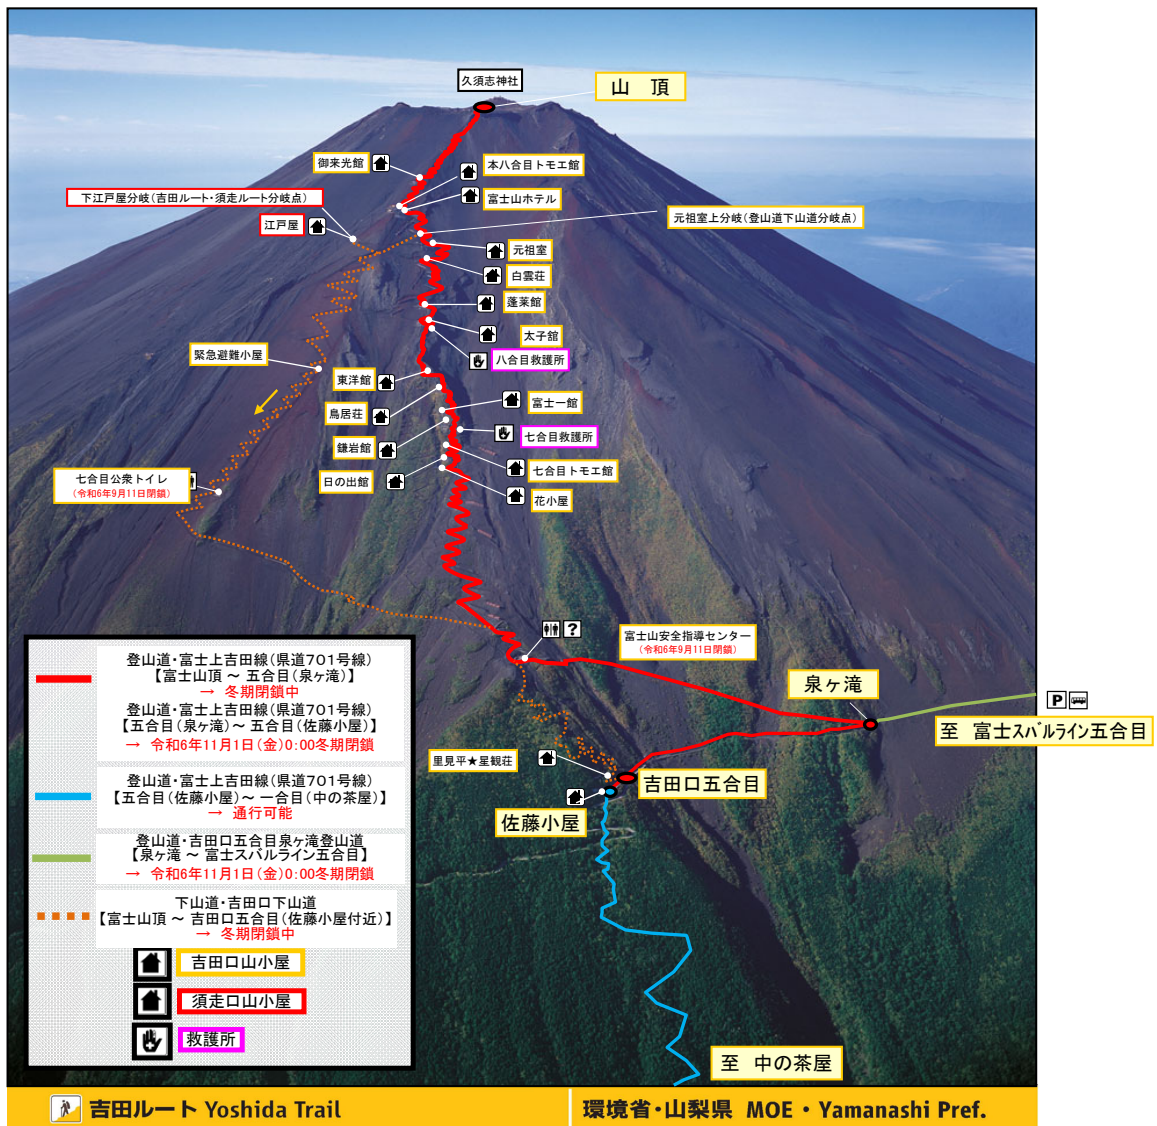 久須志神社
山 頂
御来光館
本八合目トモエ館
下江戸屋分岐(吉田ルート・須走ルート分岐点)
富士山ホテル
江戸屋
元祖室上分岐(登山道下山道分岐点)
元祖室
白雲荘
蓬莱館
太子舘
緊急避難小屋
八合目救護所
東洋館
富士一館
鳥居荘
七合目救護所
鎌岩館
七合目トモエ館
七合目公衆トイレ
(令和6年9月11日閉鎖)
日の出館
花小屋
?
富士山安全指導センター
(令和6年9月11日閉鎖)
泉ヶ滝
P
至 富士スバルライン五合目
里見平★星観荘
吉田口五合目
佐藤小屋
登山道・富士上吉田線(県道701号線)
【富士山頂 ~ 五合目(泉ヶ滝)】
→ 冬期閉鎖中
登山道・富士上吉田線(県道701号線)
【五合目(泉ヶ滝)~ 五合目(佐藤小屋)】
→ 令和6年11月1日(金)0:00冬期閉鎖
登山道・富士上吉田線(県道701号線)
【五合目(佐藤小屋)~ 一合目(中の茶屋)】
→ 通行可能
登山道・吉田口五合目泉ヶ滝登山道
【泉ヶ滝 ~ 富士スバルライン五合目】
→ 令和6年11月1日(金)0:00冬期閉鎖
下山道・吉田口下山道
【富士山頂 ~ 吉田口五合目(佐藤小屋付近)】
→ 冬期閉鎖中
吉田口山小屋
須走口山小屋
救護所
至 中の茶屋
吉田ルート Yoshida Trail
環境省・山梨県 MOE・Yamanashi Pref.